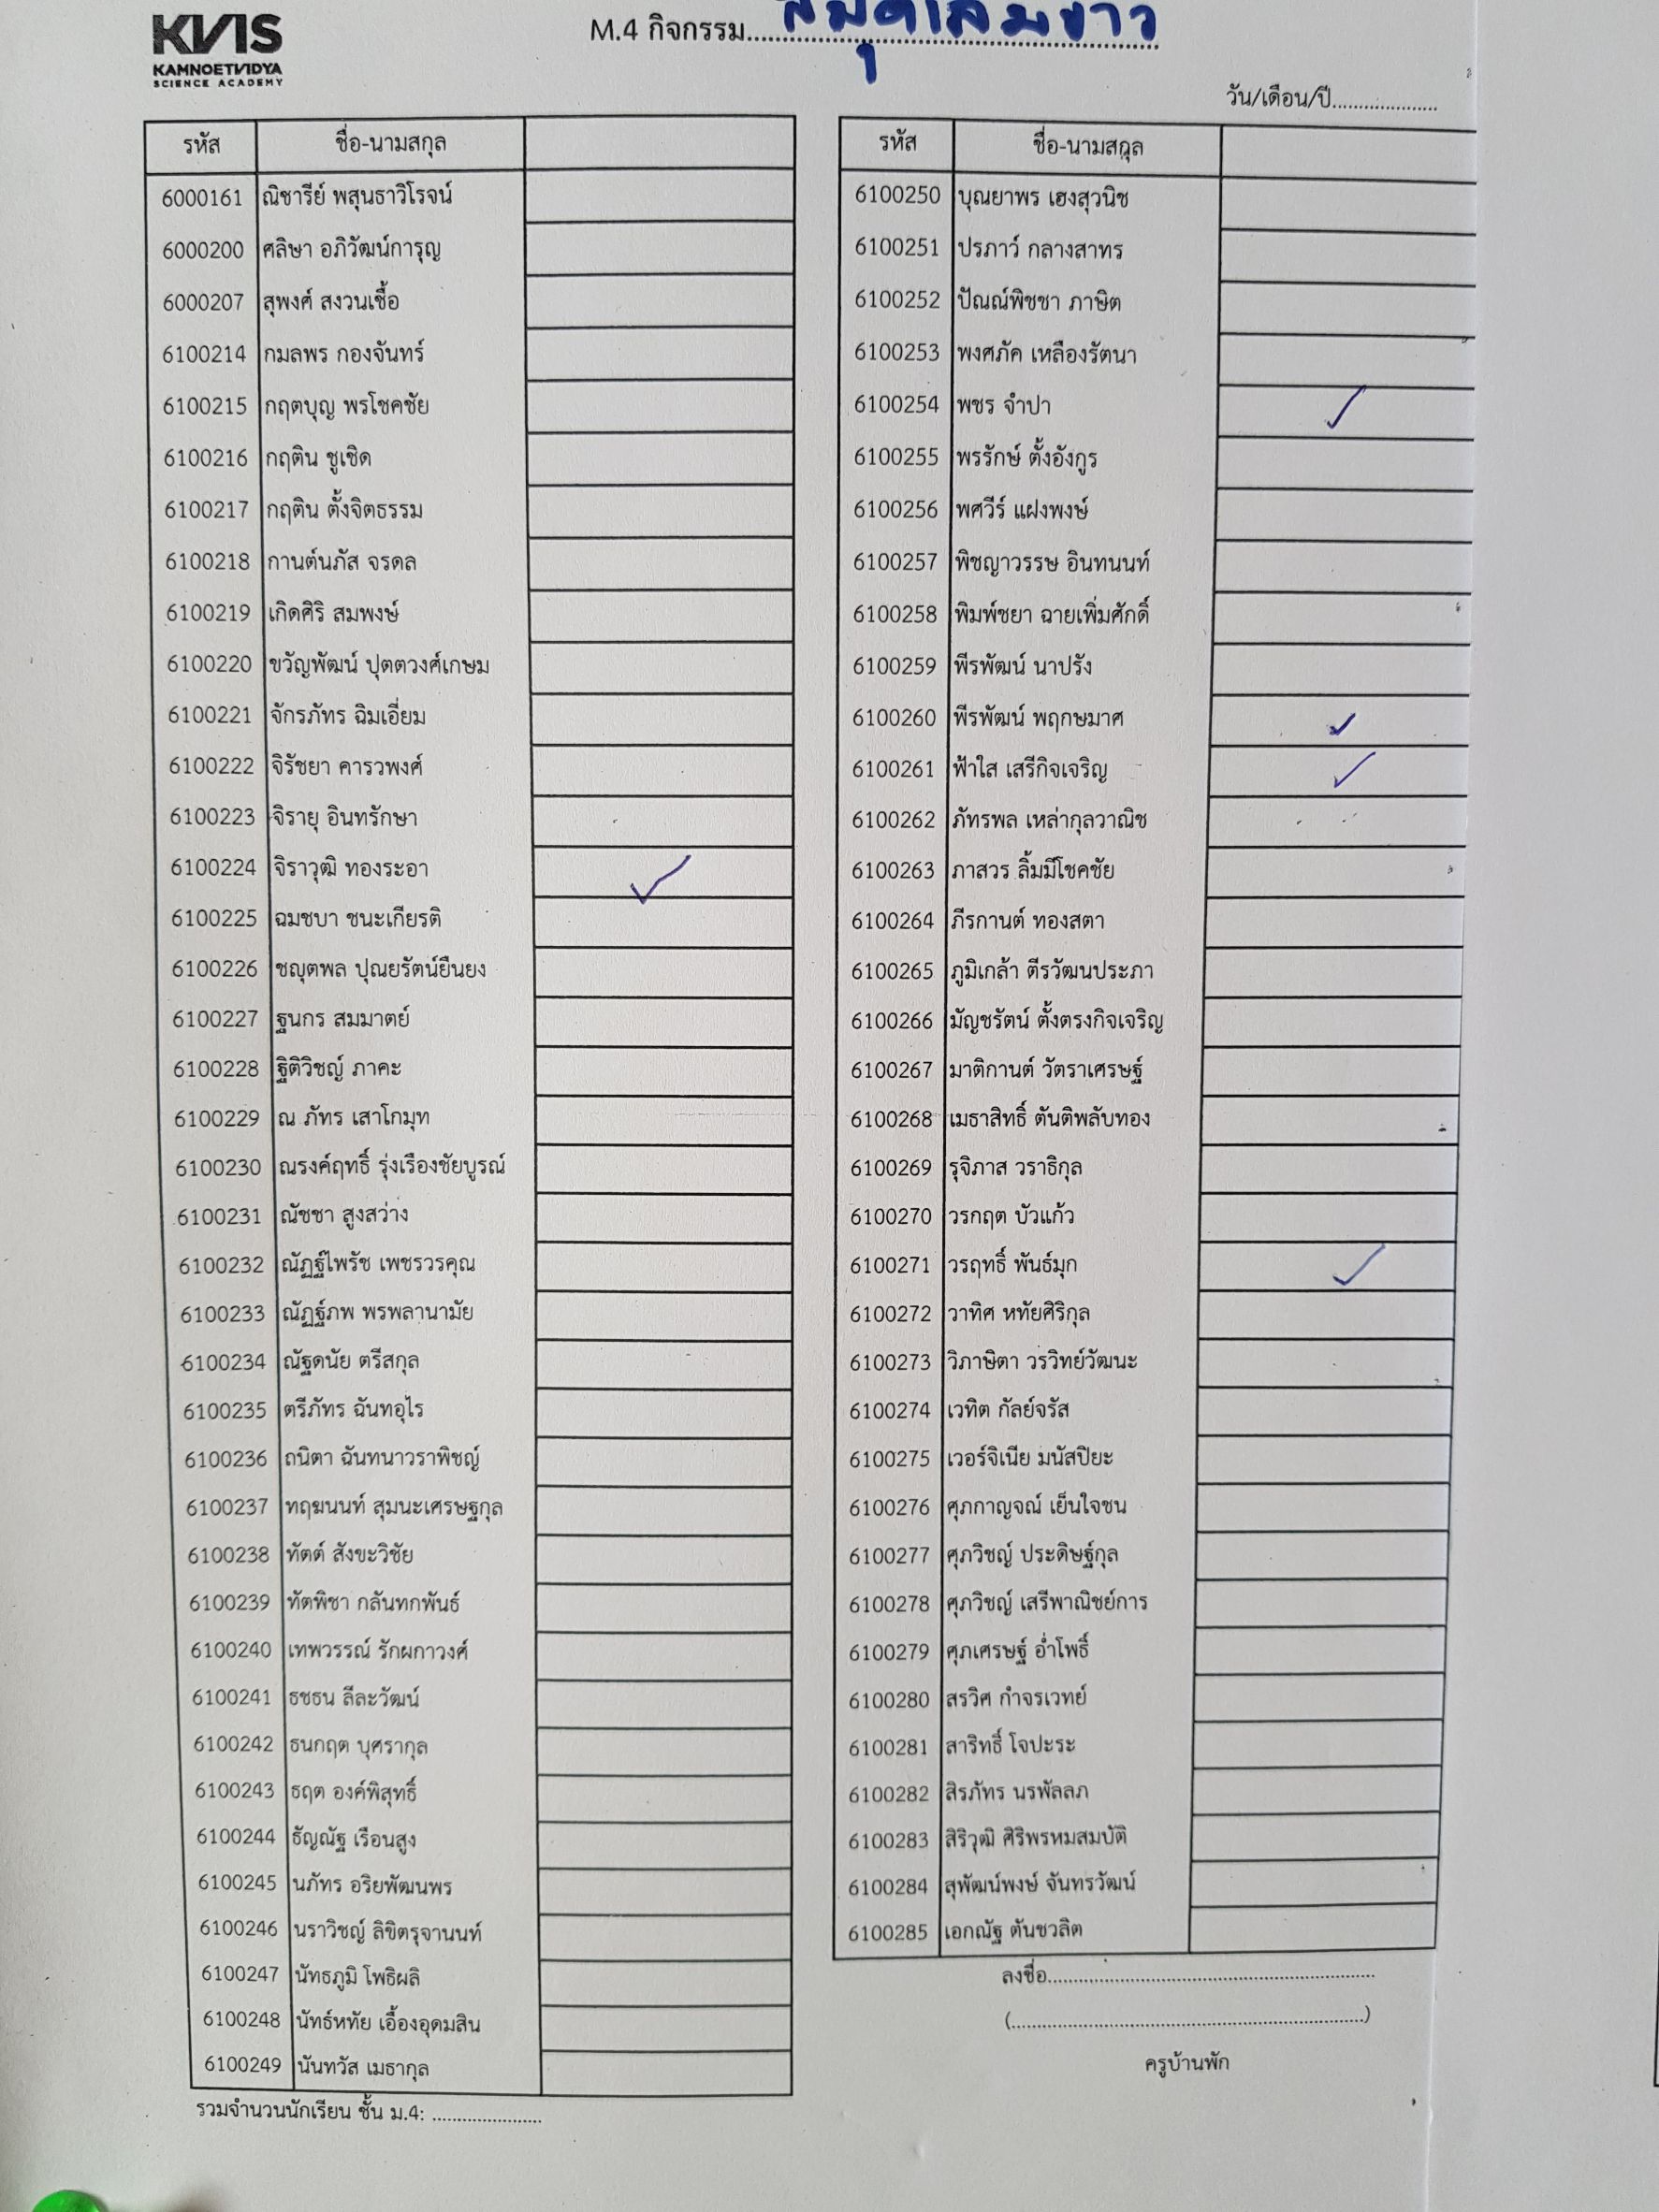 KVIS
KAMNOETVIDYA
SCIENCE ACADEMY
M.4 กิจกรรม.....สมุดเล่มขาว
วัน/เดือน/ปี....................
รหัส ชื่อ-นามสกุล
6000161 ณิชารีย์ พสุนธาวิโรจน์
6000200 ศลิษา อภิวัฒน์การุญ
6000207 สุพงศ์ สงวนเชื้อ
6100214 กมลพร กองจันทร์
6100215 กฤตบุญ พรโชคชัย
6100216 กฤติน ชูเชิด
6100217 กฤติน ตั้งจิตธรรม
6100218 กานต์นภัส จรดล
6100219 เกิดศิริ สมพงษ์
6100220 ขวัญพัฒน์ ปุตตวงศ์เกษม
6100221 จักรภัทร ฉิมเอี่ยม
6100222 จิรัชยา คารวพงศ์
6100223 จิรายุ อินทรักษา
6100224 จิราวุฒิ ทองระอา ✓
6100225 ฉมชบา ชนะเกียรติ
6100226 ชญตพล ปุณยรัตน์ยืนยง
6100227 ฐนกร สมมาตย์
6100228 ฐิติวิชญ์ ภาคะ
6100229 ณ ภัทร เสาโกมุท
6100230 ณรงค์ฤทธิ์ รุ่งเรืองชัยบูรณ์
6100231 ณัชชา สูงสว่าง
6100232 ณัฏฐ์ไพรัช เพชรวรคุณ
6100233 ณัฏฐ์ภพ พรพลานามัย
6100234 ณัฐดนัย ตรีสกุล
6100235 ตรีภัทร ฉันทอุไร
6100236 ถนิตา ฉันทนาวราพิชญ์
6100237 ทฤฆนนท์ สุมนะเศรษฐกุล
6100238 ทัตต์ สังขะวิชัย
6100239 ทัตพิชา กลันทกพันธ์
6100240 เทพวรรณ์ รักผกาวงศ์
6100241 ธชธน ลีละวัฒน์
6100242 ธนกฤต บุศรากุล
6100243 ธฤต องค์พิสุทธิ์
6100244 ธัญณัฐ เรือนสูง
6100245 นภัทร อริยพัฒนพร
6100246 นราวิชญ์ ลิขิตรุจานนท์
6100247 นัทธภูมิ โพธิผลิ
6100248 นัทธ์หทัย เอื้องอุดมสิน
6100249 นันทวัส เมธากุล
รวมจำนวนนักเรียน ชั้น ม.4: ......................
รหัส ชื่อ-นามสกุล
6100250 บุณยาพร เฮงสุวนิช
6100251 ปรภาว์ กลางสาทร
6100252 ปัณณ์พิชชา ภาษิต
6100253 พงศภัค เหลืองรัตนา
6100254 พชร จำปา ✓
6100255 พรรักษ์ ตั้งอังกูร
6100256 พศวีร์ แฝงพงษ์
6100257 พิชญาวรรษ อินทนนท์
6100258 พิมพ์ชยา ฉายเพิ่มศักดิ์
6100259 พีรพัฒน์ นาปรัง
6100260 พีรพัฒน์ พฤกษมาศ ✓
6100261 ฟ้าใส เสรีกิจเจริญ ✓
6100262 ภัทรพล เหล่ากุลวาณิช
6100263 ภาสวร ลิ้มมีโชคชัย
6100264 ภีรกานต์ ทองสตา
6100265 ภูมิเกล้า ตีรวัฒนประภา
6100266 มัญชรัตน์ ตั้งตรงกิจเจริญ
6100267 มาติกานต์ วัตราเศรษฐ์
6100268 เมธาสิทธิ์ ตันติพลับทอง
6100269 รุจิภาส วราธิกุล
6100270 วรกฤต บัวแก้ว
6100271 วรฤทธิ์ พันธ์มุก ✓
6100272 วาทิศ หทัยศิริกุล
6100273 วิภาษิตา วรวิทย์วัฒนะ
6100274 เวทิต กัลย์จรัส
6100275 เวอร์จิเนีย มนัสปิยะ
6100276 ศุภกาญจณ์ เย็นใจชน
6100277 ศุภวิชญ์ ประดิษฐ์กุล
6100278 ศุภวิชญ์ เสรีพาณิชย์การ
6100279 ศุภเศรษฐ์ อ่ำโพธิ์
6100280 สรวิศ กำจรเวทย์
6100281 สาริทธิ์ โจปะระ
6100282 สิรภัทร นรพัลลภ
6100283 สิริวุฒิ ศิริพรหมสมบัติ
6100284 สุพัฒน์พงษ์ จันทรวัฒน์
6100285 เอกณัฐ ตันชวลิต
ลงชื่อ..............................................................
(...................................................................)
ครูบ้านพัก